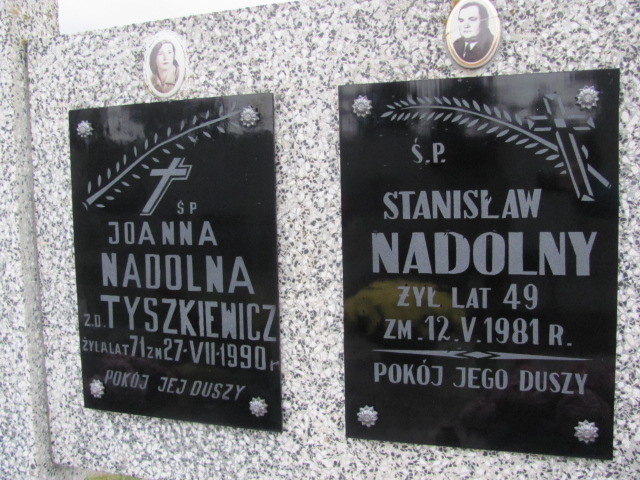 Ś P
JOANNA
NADOLNA
Z.D. TYSZKIEWICZ
ŻYŁA LAT 71 ZM 27-VII-1990 r
POKÓJ JEJ DUSZY
Ś.P.
STANISŁAW
NADOLNY
ŻYŁ LAT 49
ZM. 12.V.1981 R.
POKÓJ JEGO DUSZY